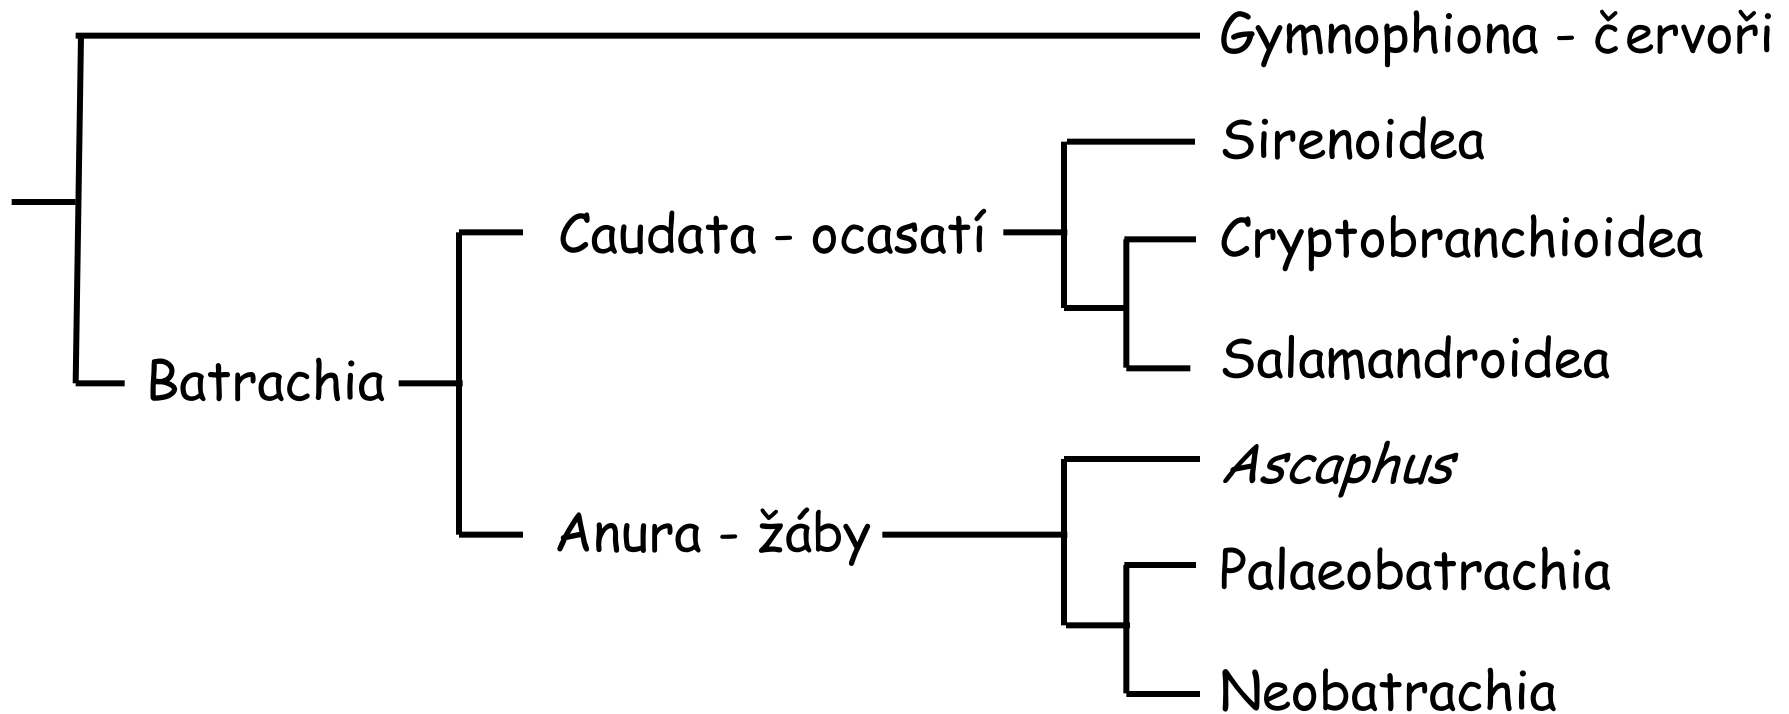 Gymnophiona - červoři
Sirenoidea
Caudata - ocasatí
Cryptobranchioidea
Salamandroidea
Batrachia
Ascaphus
Anura - žáby
Palaeobatrachia
Neobatrachia